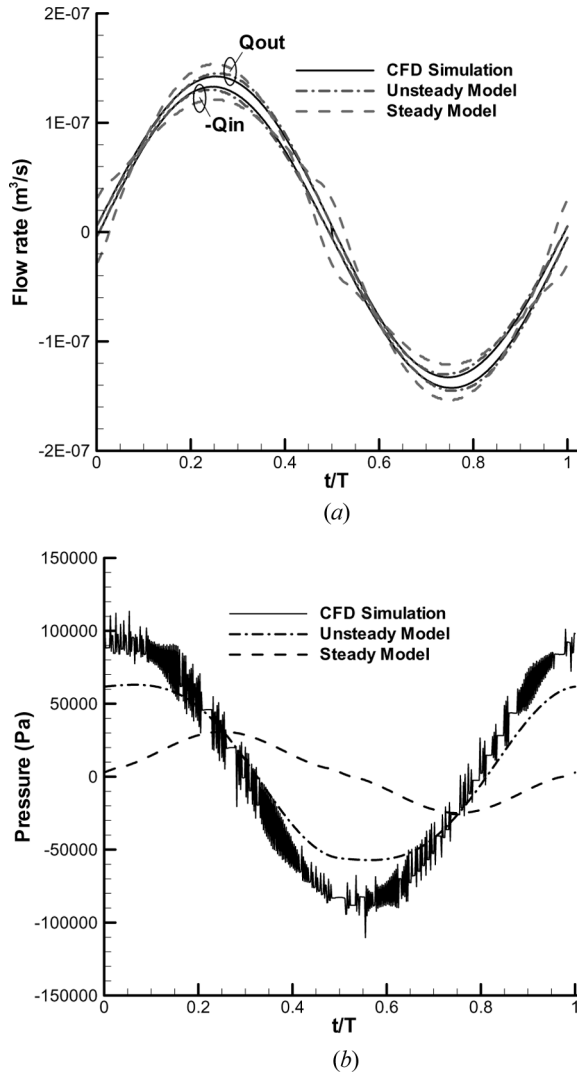 2E-07
Qout
CFD Simulation
Unsteady Model
Steady Model
1E-07
-Qin
Flow rate (m³/s)
0
-1E-07
-2E-07
0 0.2 0.4 0.6 0.8 1
t/T
(a)
150000
CFD Simulation
Unsteady Model
Steady Model
100000
50000
Pressure (Pa)
0
-50000
-100000
-150000
0 0.2 0.4 0.6 0.8 1
t/T
(b)